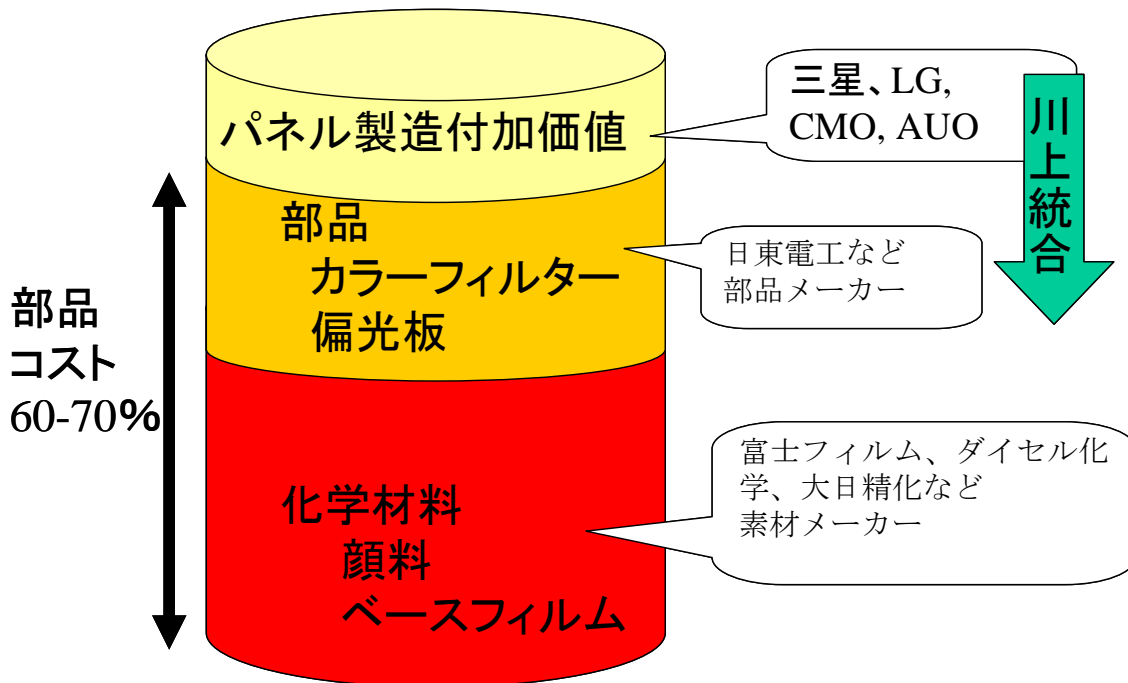 パネル製造付加価値
三星、LG,
CMO, AUO
川上統合
部品
カラーフィルター
偏光板
日東電工など
部品メーカー
部品
コスト
60-70%
化学材料
顔料
ベースフィルム
富士フィルム、ダイセル化
学、大日精化など
素材メーカー